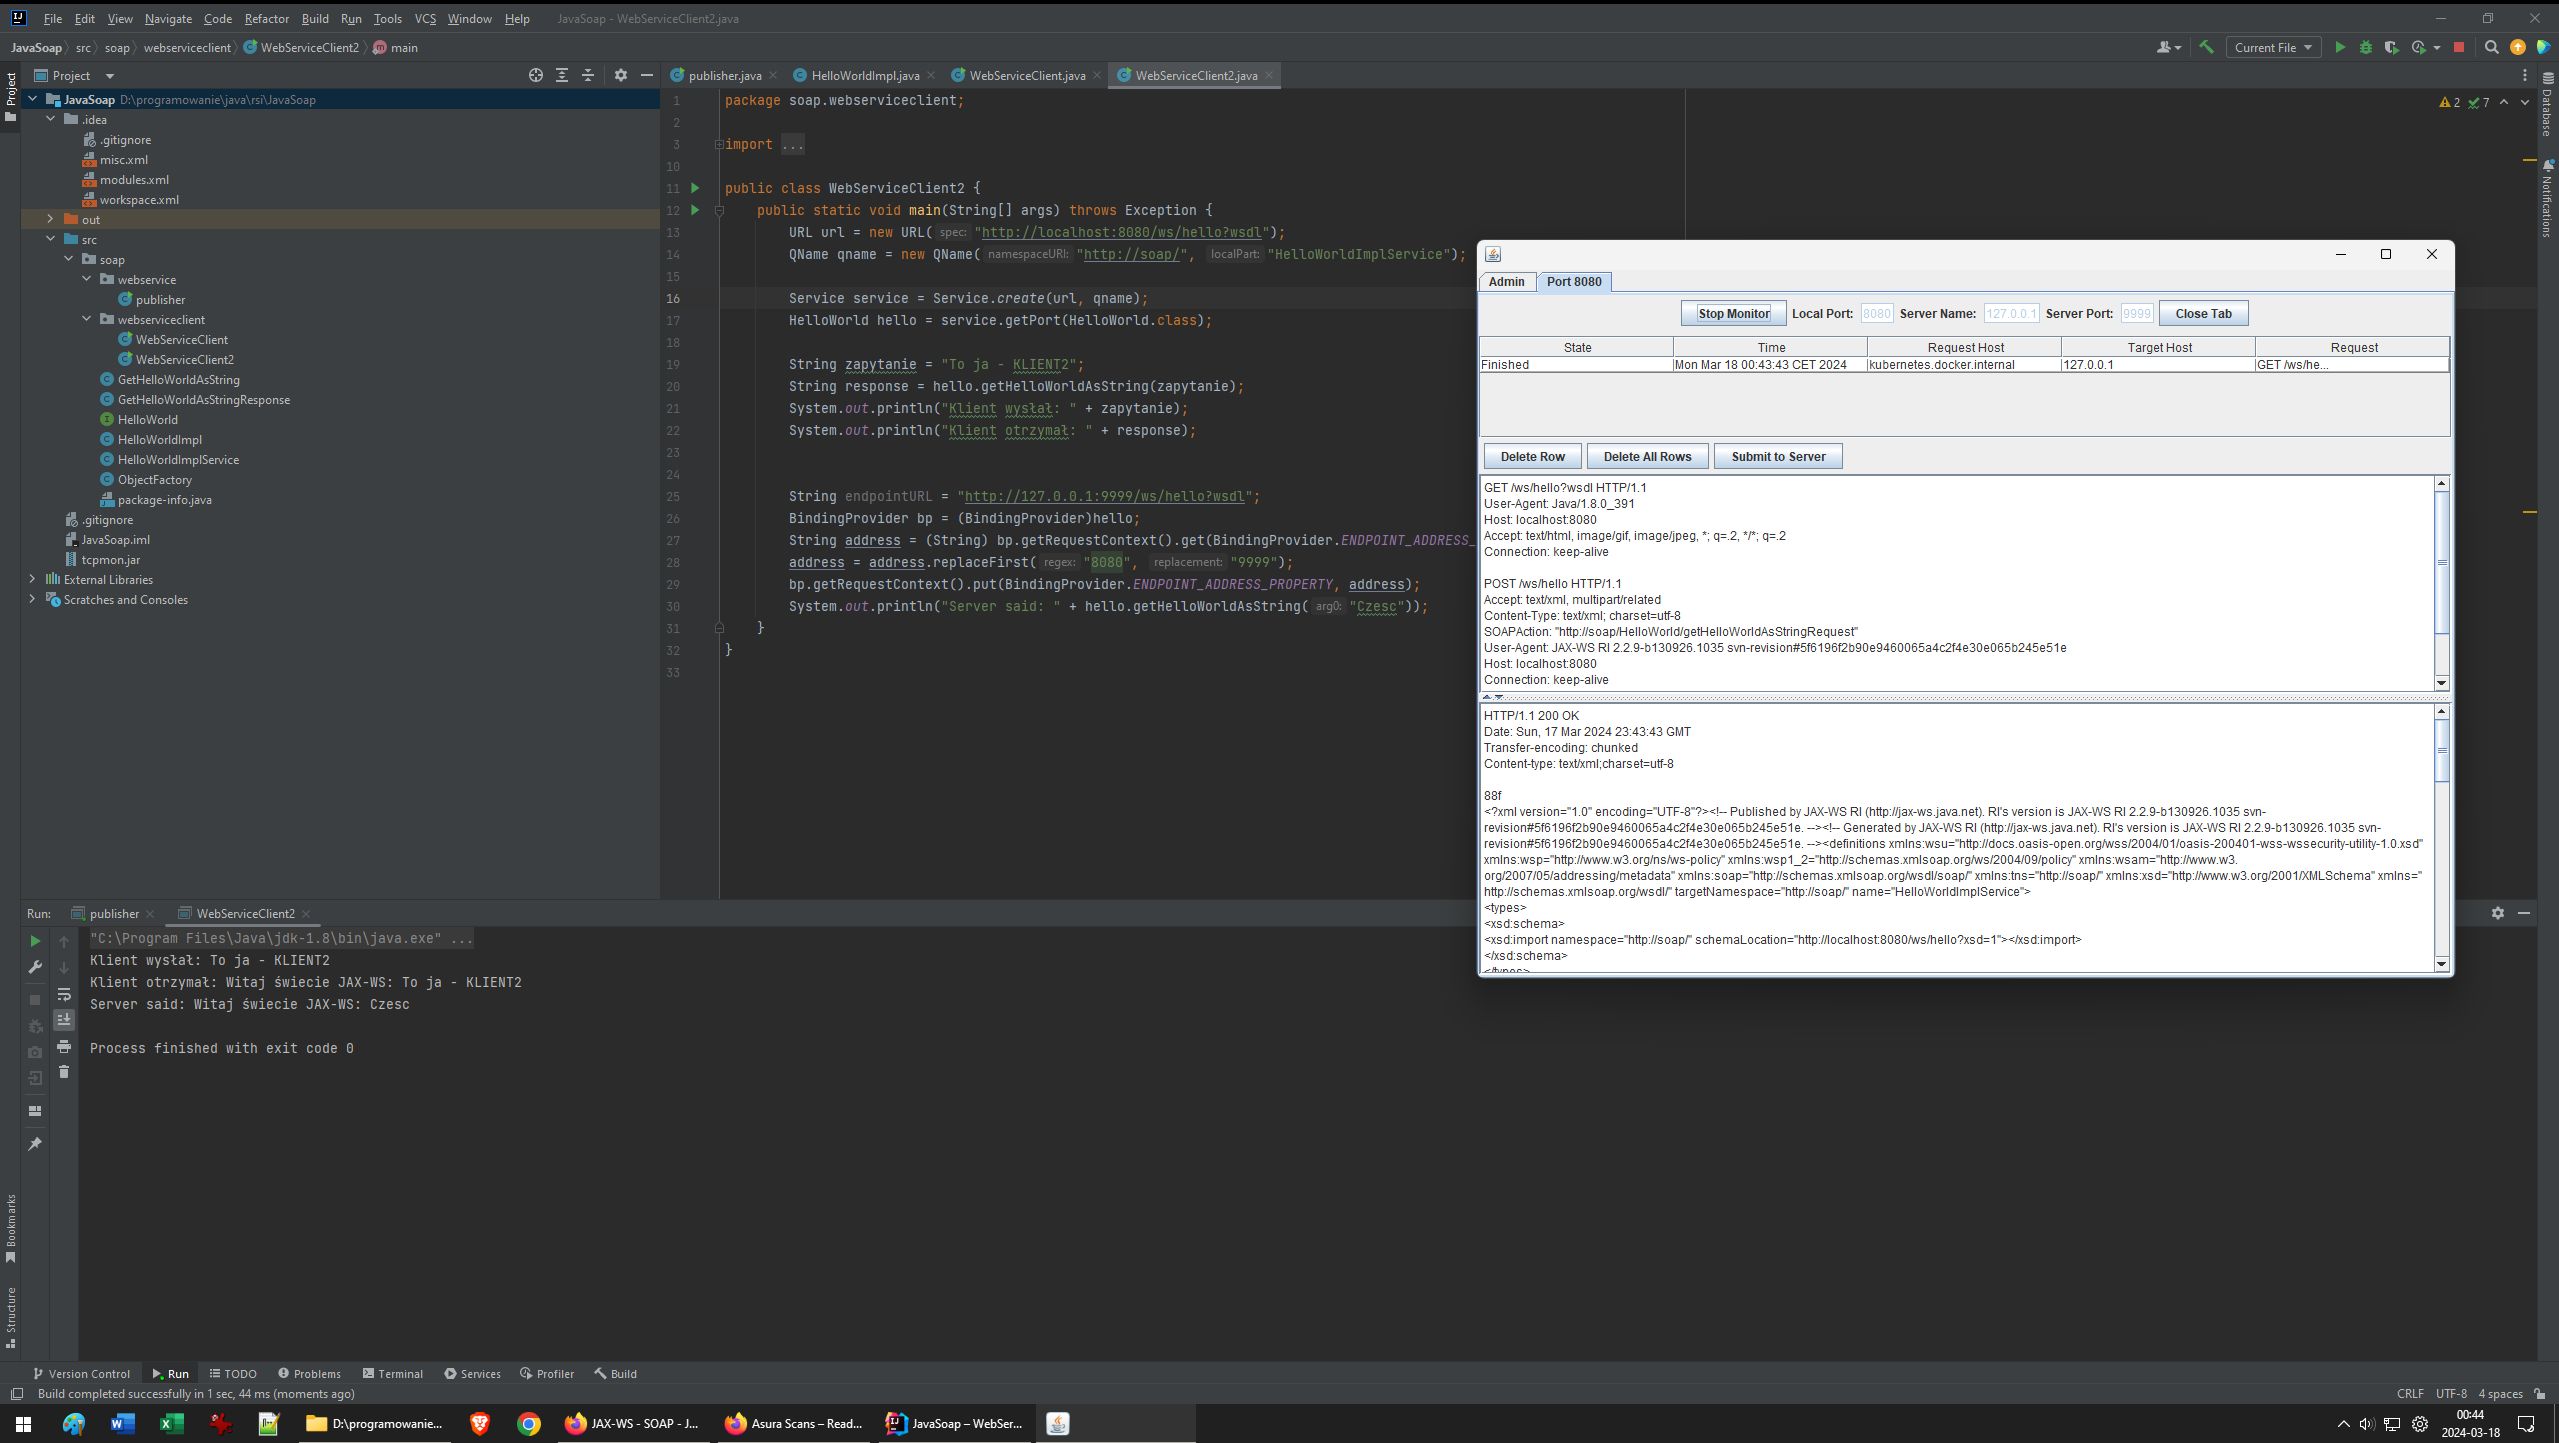 File Edit View Navigate Code Refactor Build Run Tools VCS Window Help JavaSoap - WebServiceClient2.java
JavaSoap src soap webserviceclient WebServiceClient2 main
Current File
Project
publisher.java HelloWorldImpl.java WebServiceClient.java WebServiceClient2.java
Project
Bookmarks
Structure
JavaSoap D:\programowanie\java\rsi\JavaSoap
.idea
.gitignore
misc.xml
modules.xml
workspace.xml
out
src
soap
webservice
publisher
webserviceclient
WebServiceClient
WebServiceClient2
GetHelloWorldAsString
GetHelloWorldAsStringResponse
HelloWorld
HelloWorldImpl
HelloWorldImplService
ObjectFactory
package-info.java
.gitignore
JavaSoap.iml
tcpmon.jar
External Libraries
Scratches and Consoles
1 package soap.webserviceclient;
2
3 import ...
10
11 public class WebServiceClient2 {
12 public static void main(String[] args) throws Exception {
13 URL url = new URL( spec: "http://localhost:8080/ws/hello?wsdl");
14 QName qname = new QName( namespaceURI: "http://soap/", localPart: "HelloWorldImplService");
15
16 Service service = Service.create(url, qname);
17 HelloWorld hello = service.getPort(HelloWorld.class);
18
19 String zapytanie = "To ja - KLIENT2";
20 String response = hello.getHelloWorldAsString(zapytanie);
21 System.out.println("Klient wysłał: " + zapytanie);
22 System.out.println("Klient otrzymał: " + response);
23
24
25 String endpointURL = "http://127.0.0.1:9999/ws/hello?wsdl";
26 BindingProvider bp = (BindingProvider)hello;
27 String address = (String) bp.getRequestContext().get(BindingProvider.ENDPOINT_ADDRESS_
28 address = address.replaceFirst( regex: "8080", replacement: "9999");
29 bp.getRequestContext().put(BindingProvider.ENDPOINT_ADDRESS_PROPERTY, address);
30 System.out.println("Server said: " + hello.getHelloWorldAsString( arg0: "Czesc"));
31 }
32 }
33
2 7
Database
Notifications
Admin Port 8080
Stop Monitor Local Port: 8080 Server Name: 127.0.0.1 Server Port: 9999 Close Tab
State Time Request Host Target Host Request
Finished Mon Mar 18 00:43:43 CET 2024 kubernetes.docker.internal 127.0.0.1 GET /ws/he...
Delete Row Delete All Rows Submit to Server
GET /ws/hello?wsdl HTTP/1.1
User-Agent: Java/1.8.0_391
Host: localhost:8080
Accept: text/html, image/gif, image/jpeg, *; q=.2, */*; q=.2
Connection: keep-alive
POST /ws/hello HTTP/1.1
Accept: text/xml, multipart/related
Content-Type: text/xml; charset=utf-8
SOAPAction: "http://soap/HelloWorld/getHelloWorldAsStringRequest"
User-Agent: JAX-WS RI 2.2.9-b130926.1035 svn-revision#5f6196f2b90e9460065a4c2f4e30e065b245e51e
Host: localhost:8080
Connection: keep-alive
HTTP/1.1 200 OK
Date: Sun, 17 Mar 2024 23:43:43 GMT
Transfer-encoding: chunked
Content-type: text/xml;charset=utf-8
88f
<?xml version="1.0" encoding="UTF-8"?><!-- Published by JAX-WS RI (http://jax-ws.java.net). RI's version is JAX-WS RI 2.2.9-b130926.1035 svn-
revision#5f6196f2b90e9460065a4c2f4e30e065b245e51e. --><!-- Generated by JAX-WS RI (http://jax-ws.java.net). RI's version is JAX-WS RI 2.2.9-b130926.1035 svn-
revision#5f6196f2b90e9460065a4c2f4e30e065b245e51e. --><definitions xmlns:wsu="http://docs.oasis-open.org/wss/2004/01/oasis-200401-wss-wssecurity-utility-1.0.xsd"
xmlns:wsp="http://www.w3.org/ns/ws-policy" xmlns:wsp1_2="http://schemas.xmlsoap.org/ws/2004/09/policy" xmlns:wsam="http://www.w3.
org/2007/05/addressing/metadata" xmlns:soap="http://schemas.xmlsoap.org/wsdl/soap/" xmlns:tns="http://soap/" xmlns:xsd="http://www.w3.org/2001/XMLSchema" xmlns="
http://schemas.xmlsoap.org/wsdl/" targetNamespace="http://soap/" name="HelloWorldImplService">
<types>
<xsd:schema>
<xsd:import namespace="http://soap/" schemaLocation="http://localhost:8080/ws/hello?xsd=1"></xsd:import>
</xsd:schema>
</types>
Run: publisher WebServiceClient2
"C:\Program Files\Java\jdk-1.8\bin\java.exe" ...
Klient wysłał: To ja - KLIENT2
Klient otrzymał: Witaj świecie JAX-WS: To ja - KLIENT2
Server said: Witaj świecie JAX-WS: Czesc
Process finished with exit code 0
Version Control Run TODO Problems Terminal Services Profiler Build
Build completed successfully in 1 sec, 44 ms (moments ago)
CRLF UTF-8 4 spaces
D:\programowanie... JAX-WS - SOAP - J... Asura Scans – Read... JavaSoap – WebSer...
00:44
2024-03-18